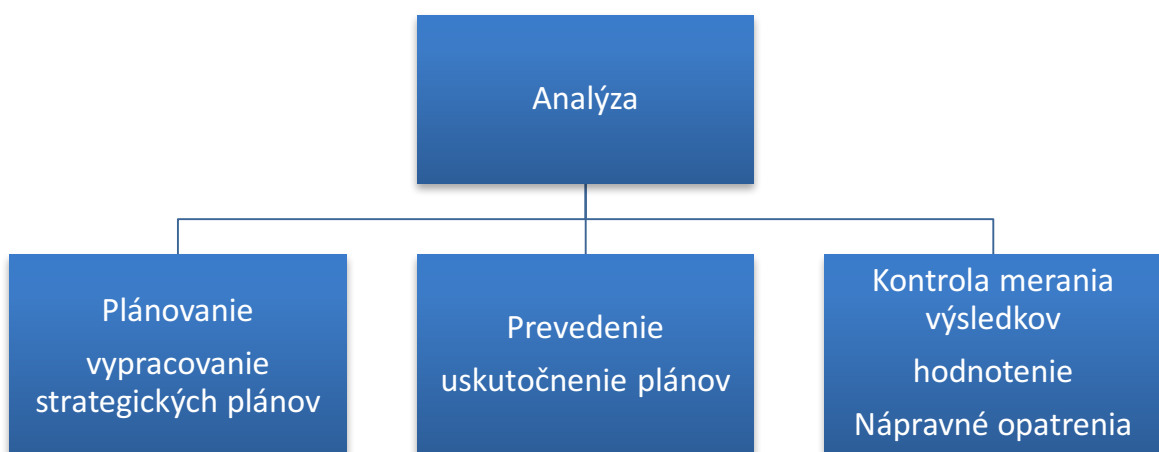 Analýza
Plánovanie
vypracovanie
strategických plánov
Prevedenie
uskutočnenie plánov
Kontrola merania
výsledkov
hodnotenie
Nápravné opatrenia